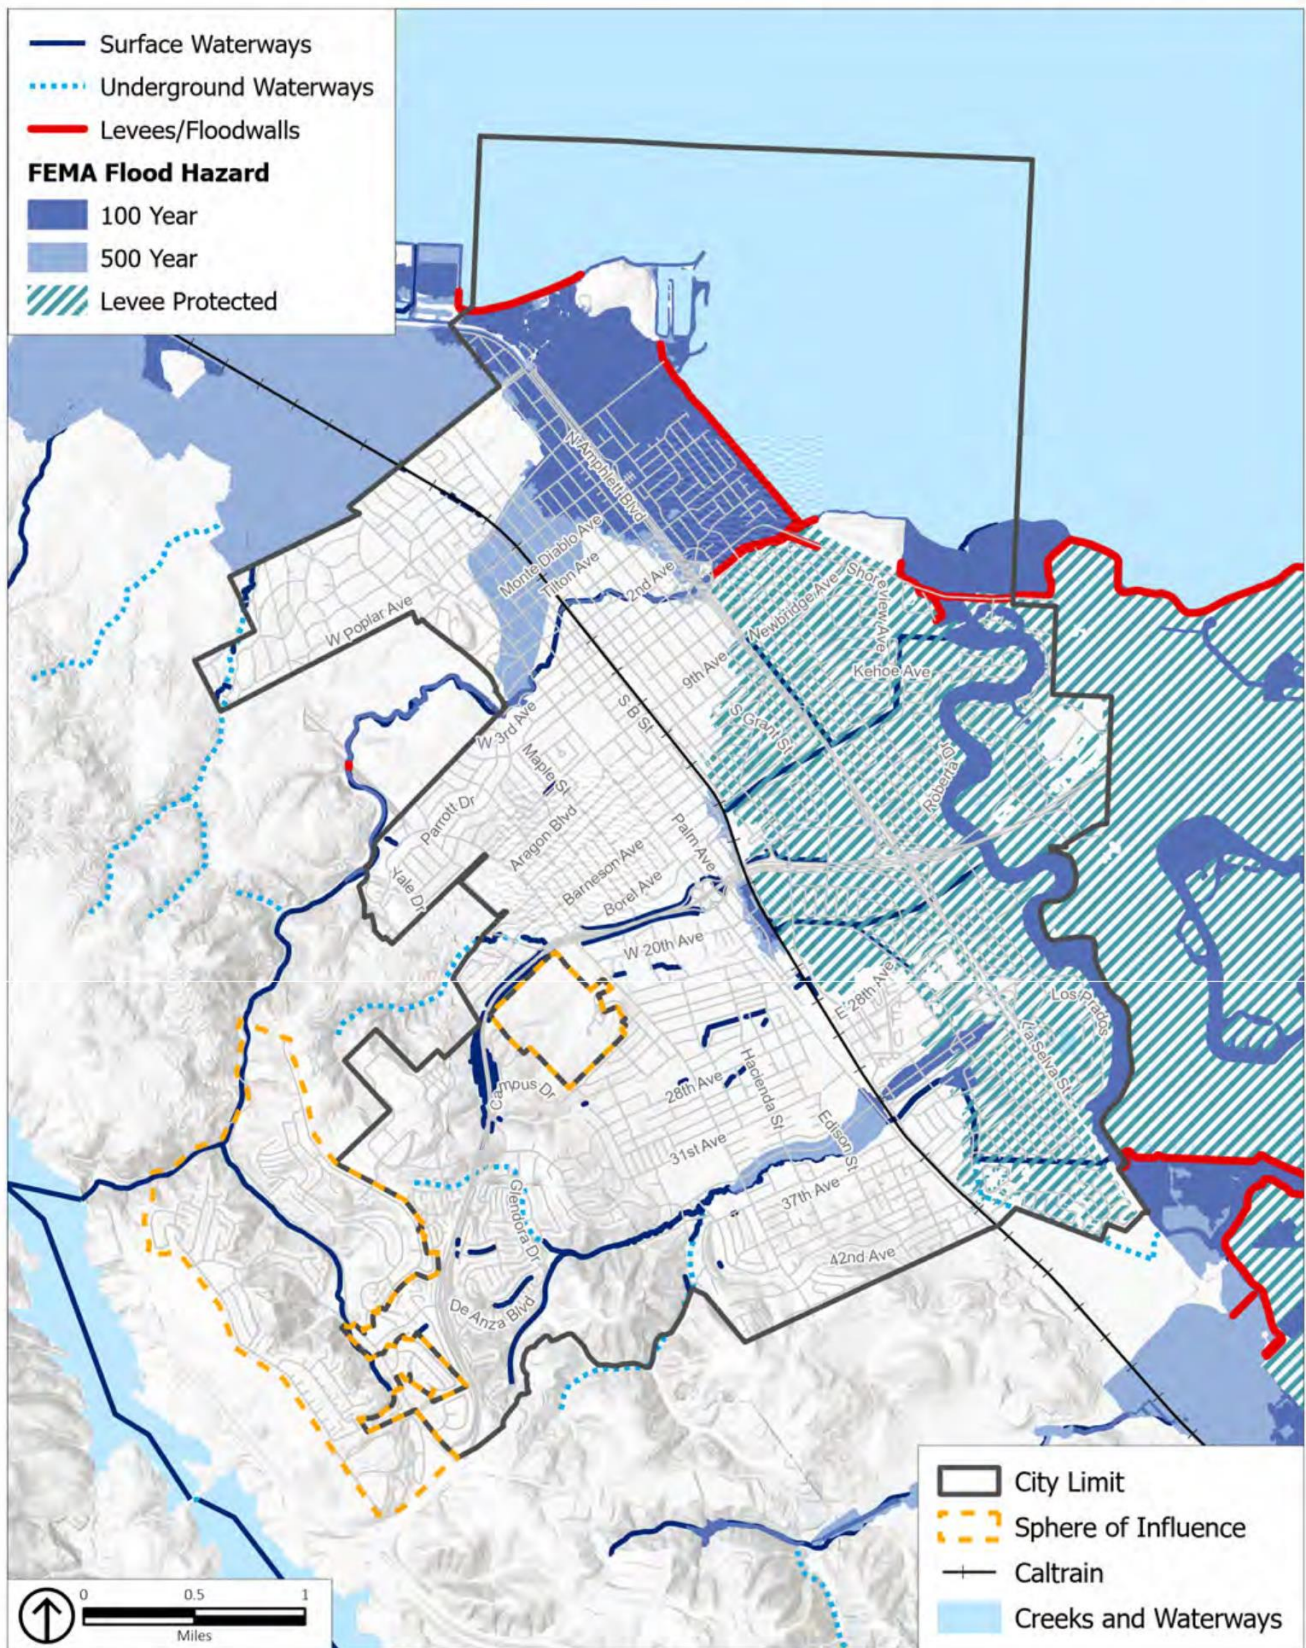 Surface Waterways
Underground Waterways
Levees/Floodwalls
FEMA Flood Hazard
100 Year
500 Year
Levee Protected
N Amphlett Blvd
Monte Diablo Ave
Tilton Ave
2nd Ave
Shoreview Ave
Newbridge Ave
W Poplar Ave
9th Ave
Kehoe Ave
S B St
S Grant St
W 3rd Ave
Maple St
Roberta Dr
Parrott Dr
Aragon Blvd
Palm Ave
Barneson Ave
Yale Dr
Borel Ave
W 20th Ave
E 28th Ave
Los Prados
La Selva St
Campus Dr
28th Ave
Hacienda St
Edison St
31st Ave
37th Ave
Glendora Dr
42nd Ave
De Anza Blvd
City Limit
Sphere of Influence
Caltrain
Creeks and Waterways
0 0.5 1
Miles